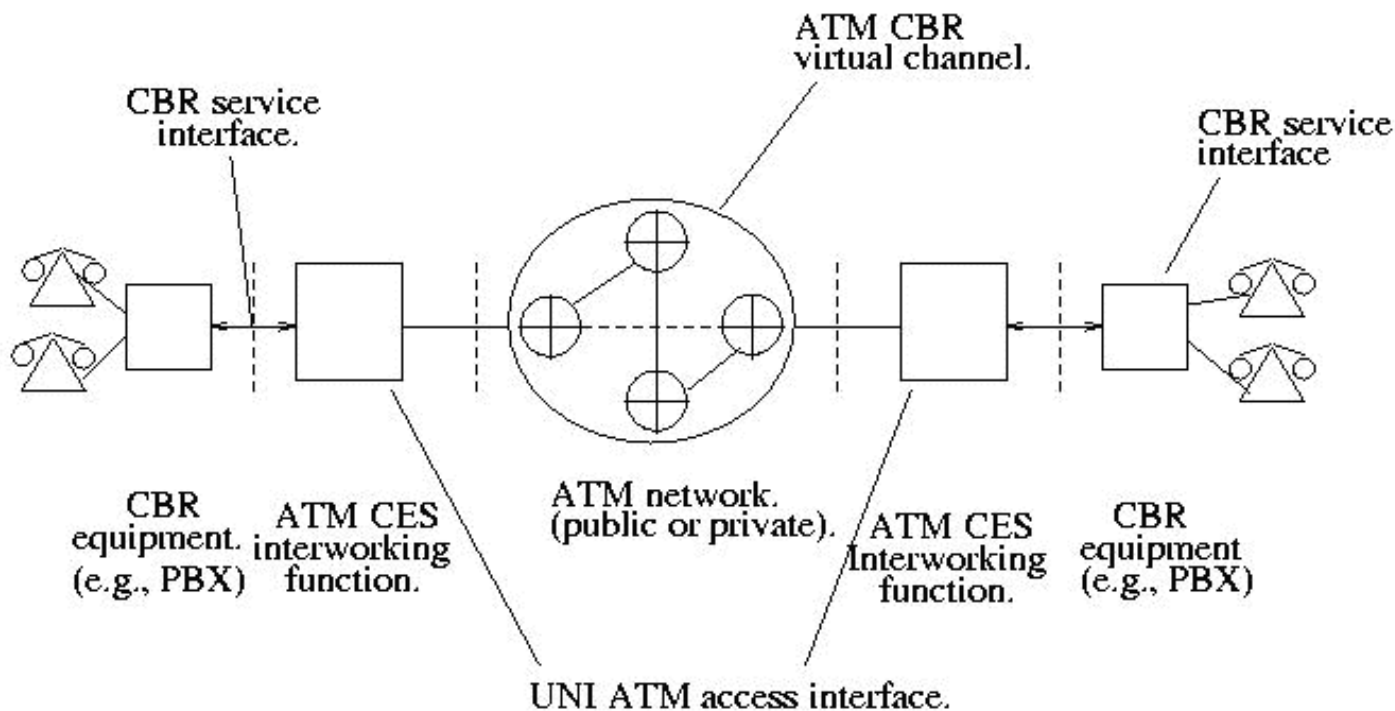 ATM CBR
virtual channel.
CBR service
interface.
CBR service
interface
CBR
equipment.
(e.g., PBX)
ATM CES
interworking
function.
ATM network.
(public or private).
ATM CES
Interworking
function.
CBR
equipment
(e.g., PBX)
UNI ATM access interface.